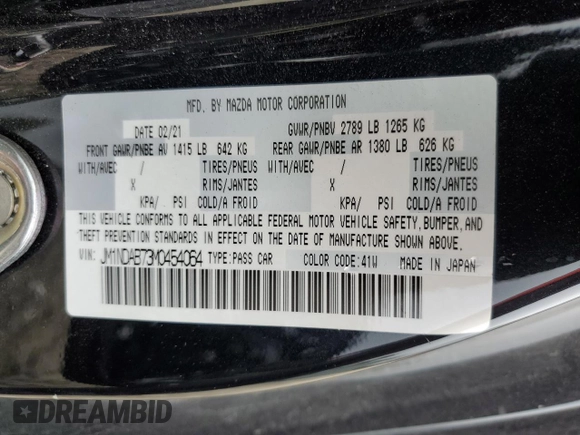 MFD. BY MAZDA MOTOR CORPORATION
DATE 02/21 GVWR/PNBV 2789 LB 1265 KG
FRONT GAWR/PNBE AV 1415 LB 642 KG REAR GAWR/PNBE AR 1380 LB 626 KG
WITH/AVEC / TIRES/PNEUS WITH/AVEC / TIRES/PNEUS
X RIMS/JANTES X RIMS/JANTES
KPA/ PSI COLD/A FROID KPA/ PSI COLD/A FROID
THIS VEHICLE CONFORMS TO ALL APPLICABLE FEDERAL MOTOR VEHICLE SAFETY, BUMPER, AND
THEFT PREVENTION STANDARDS IN EFFECT ON THE DATE OF MANUFACTURE SHOWN ABOVE.
VIN: JM1NDAB73M0454064 TYPE:PASS CAR COLOR CODE:41W MADE IN JAPAN
DREAMBID